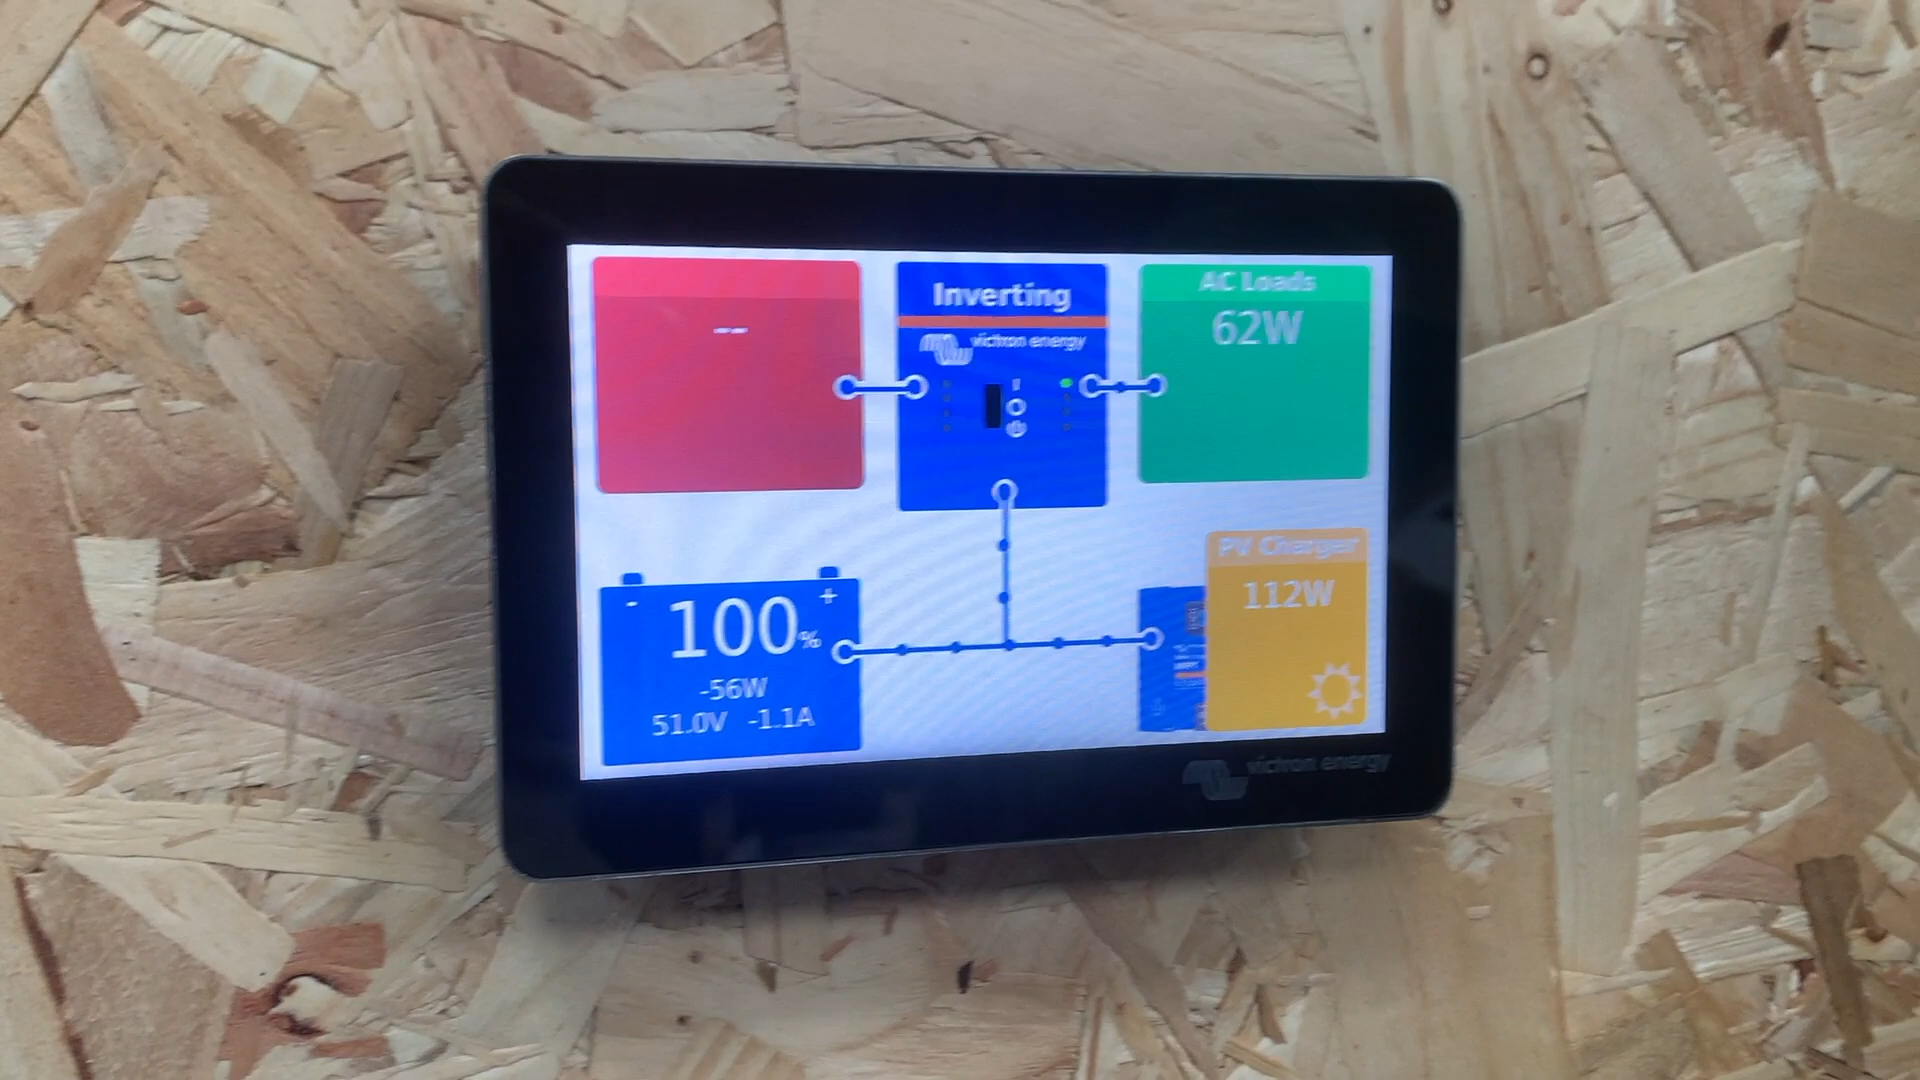 --
Inverting
victron energy
AC Loads
62W
- +
100%
-56W
51.0V -1.1A
PV Charger
112W
victron energy